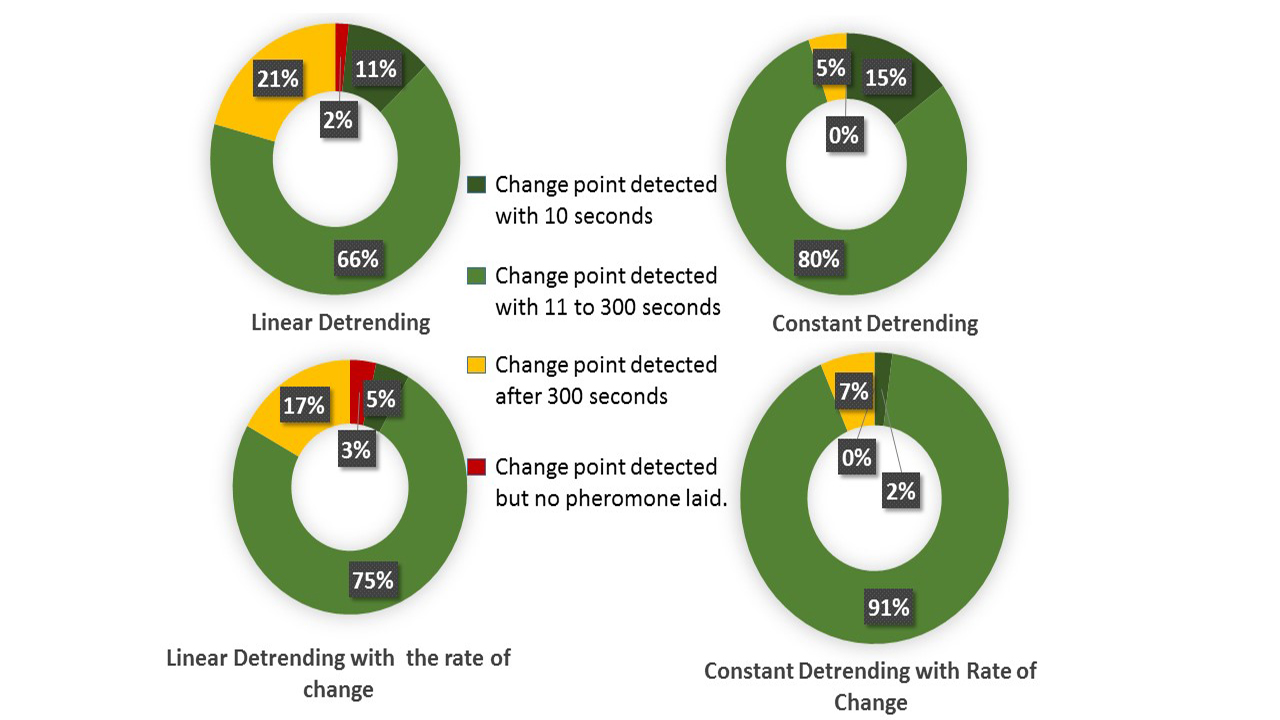 21%
11%
2%
66%
Linear Detrending
5%
15%
0%
80%
Constant Detrending
Change point detected
with 10 seconds
Change point detected
with 11 to 300 seconds
Change point detected
after 300 seconds
Change point detected
but no pheromone laid.
17%
5%
3%
75%
Linear Detrending with the rate of
change
7%
0%
2%
91%
Constant Detrending with Rate of
Change